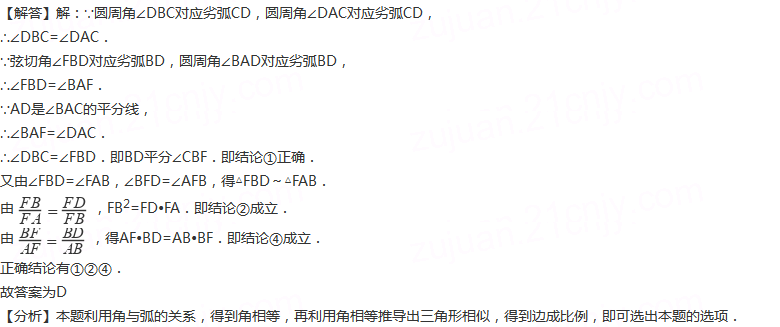 【解答】解：∵圆周角∠DBC对应劣弧CD，圆周角∠DAC对应劣弧CD，
∴∠DBC=∠DAC．
∵弦切角∠FBD对应劣弧BD，圆周角∠BAD对应劣弧BD，
∴∠FBD=∠BAF．
∵AD是∠BAC的平分线，
∴∠BAF=∠DAC．
∴∠DBC=∠FBD．即BD平分∠CBF．即结论①正确．
又由∠FBD=∠FAB，∠BFD=∠AFB，得△FBD～△FAB．
由 FB/FA = FD/FB ，FB²=FD•FA．即结论②成立．
由 BF/AF = BD/AB ，得AF•BD=AB•BF．即结论④成立．
正确结论有①②④．
故答案为D
【分析】本题利用角与弧的关系，得到角相等，再利用角相等推导出三角形相似，得到边成比例，即可选出本题的选项．
zujuan.21cnjy.com